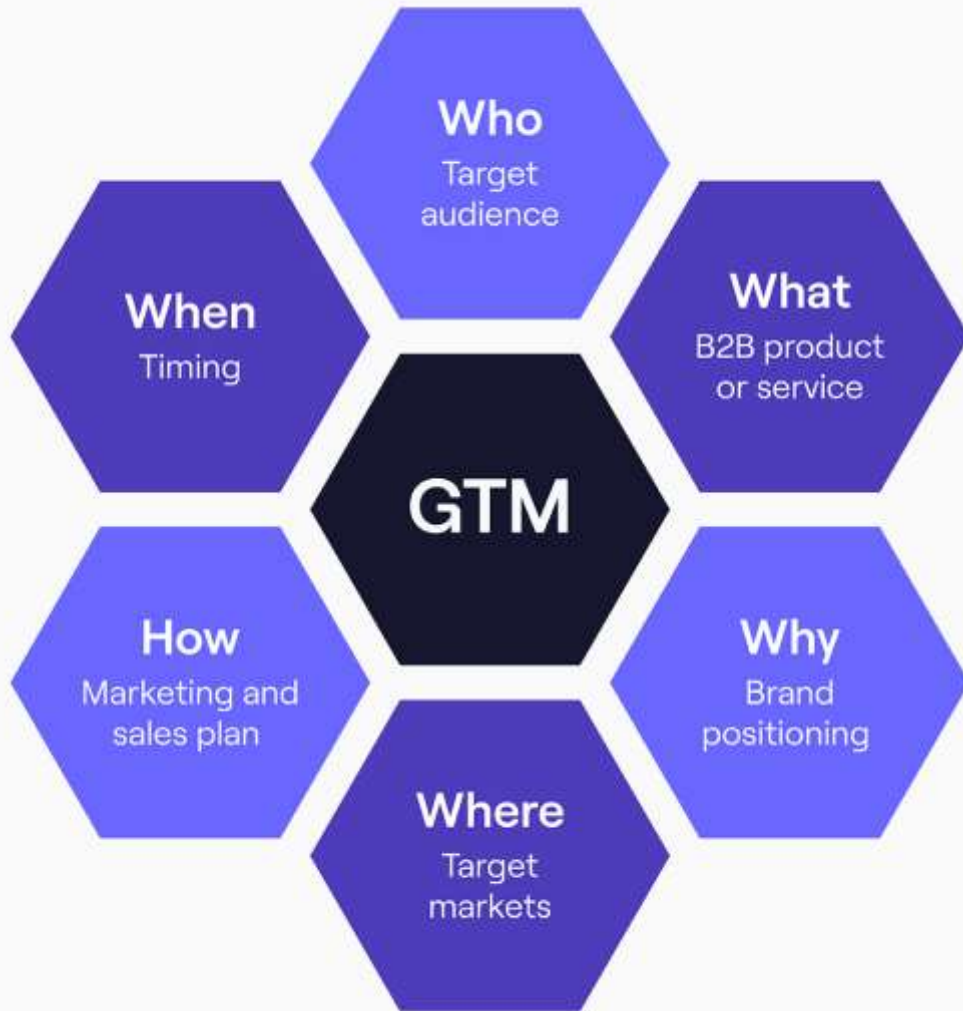 Who
Target
audience
What
B2B product
or service
Why
Brand
positioning
Where
Target
markets
How
Marketing and
sales plan
When
Timing
GTM